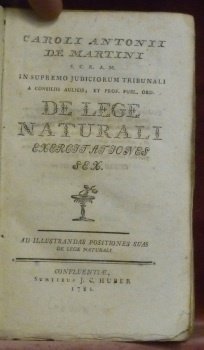 CAROLI ANTONII
DE MARTINI
S. C. R. A. M.
IN SUPREMO JUDICIORUM TRIBUNALI
A CONSILIIS AULICIS, ET PROF. PUBL. ORD.
DE LEGE
NATURALI
EXERCITATIONES
SEX.
AD ILLUSTRANDAS POSITIONES SUAS
DE LEGE NATURALI.
CONFLUENTIÆ,
Sumtibus J. C. HUBER
1781.